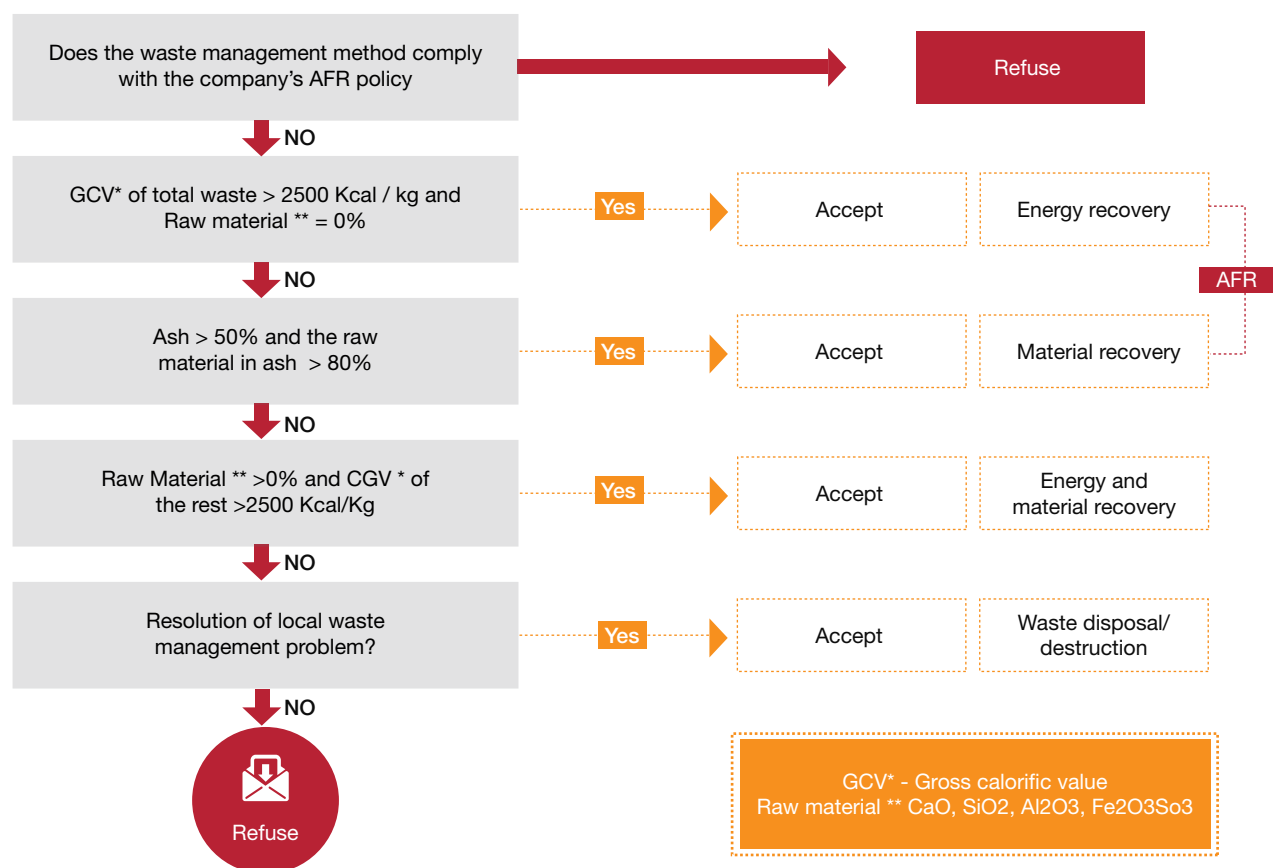 Does the waste management method comply
with the company's AFR policy
Refuse
NO
GCV* of total waste > 2500 Kcal / kg and
Raw material ** = 0%
Yes
Accept
Energy recovery
AFR
NO
Ash > 50% and the raw
material in ash  > 80%
Yes
Accept
Material recovery
NO
Raw Material ** >0% and CGV * of
the rest >2500 Kcal/Kg
Yes
Accept
Energy and
material recovery
NO
Resolution of local waste
management problem?
Yes
Accept
Waste disposal/
destruction
NO
Refuse
GCV* - Gross calorific value
Raw material ** CaO, SiO2, Al2O3, Fe2O3So3